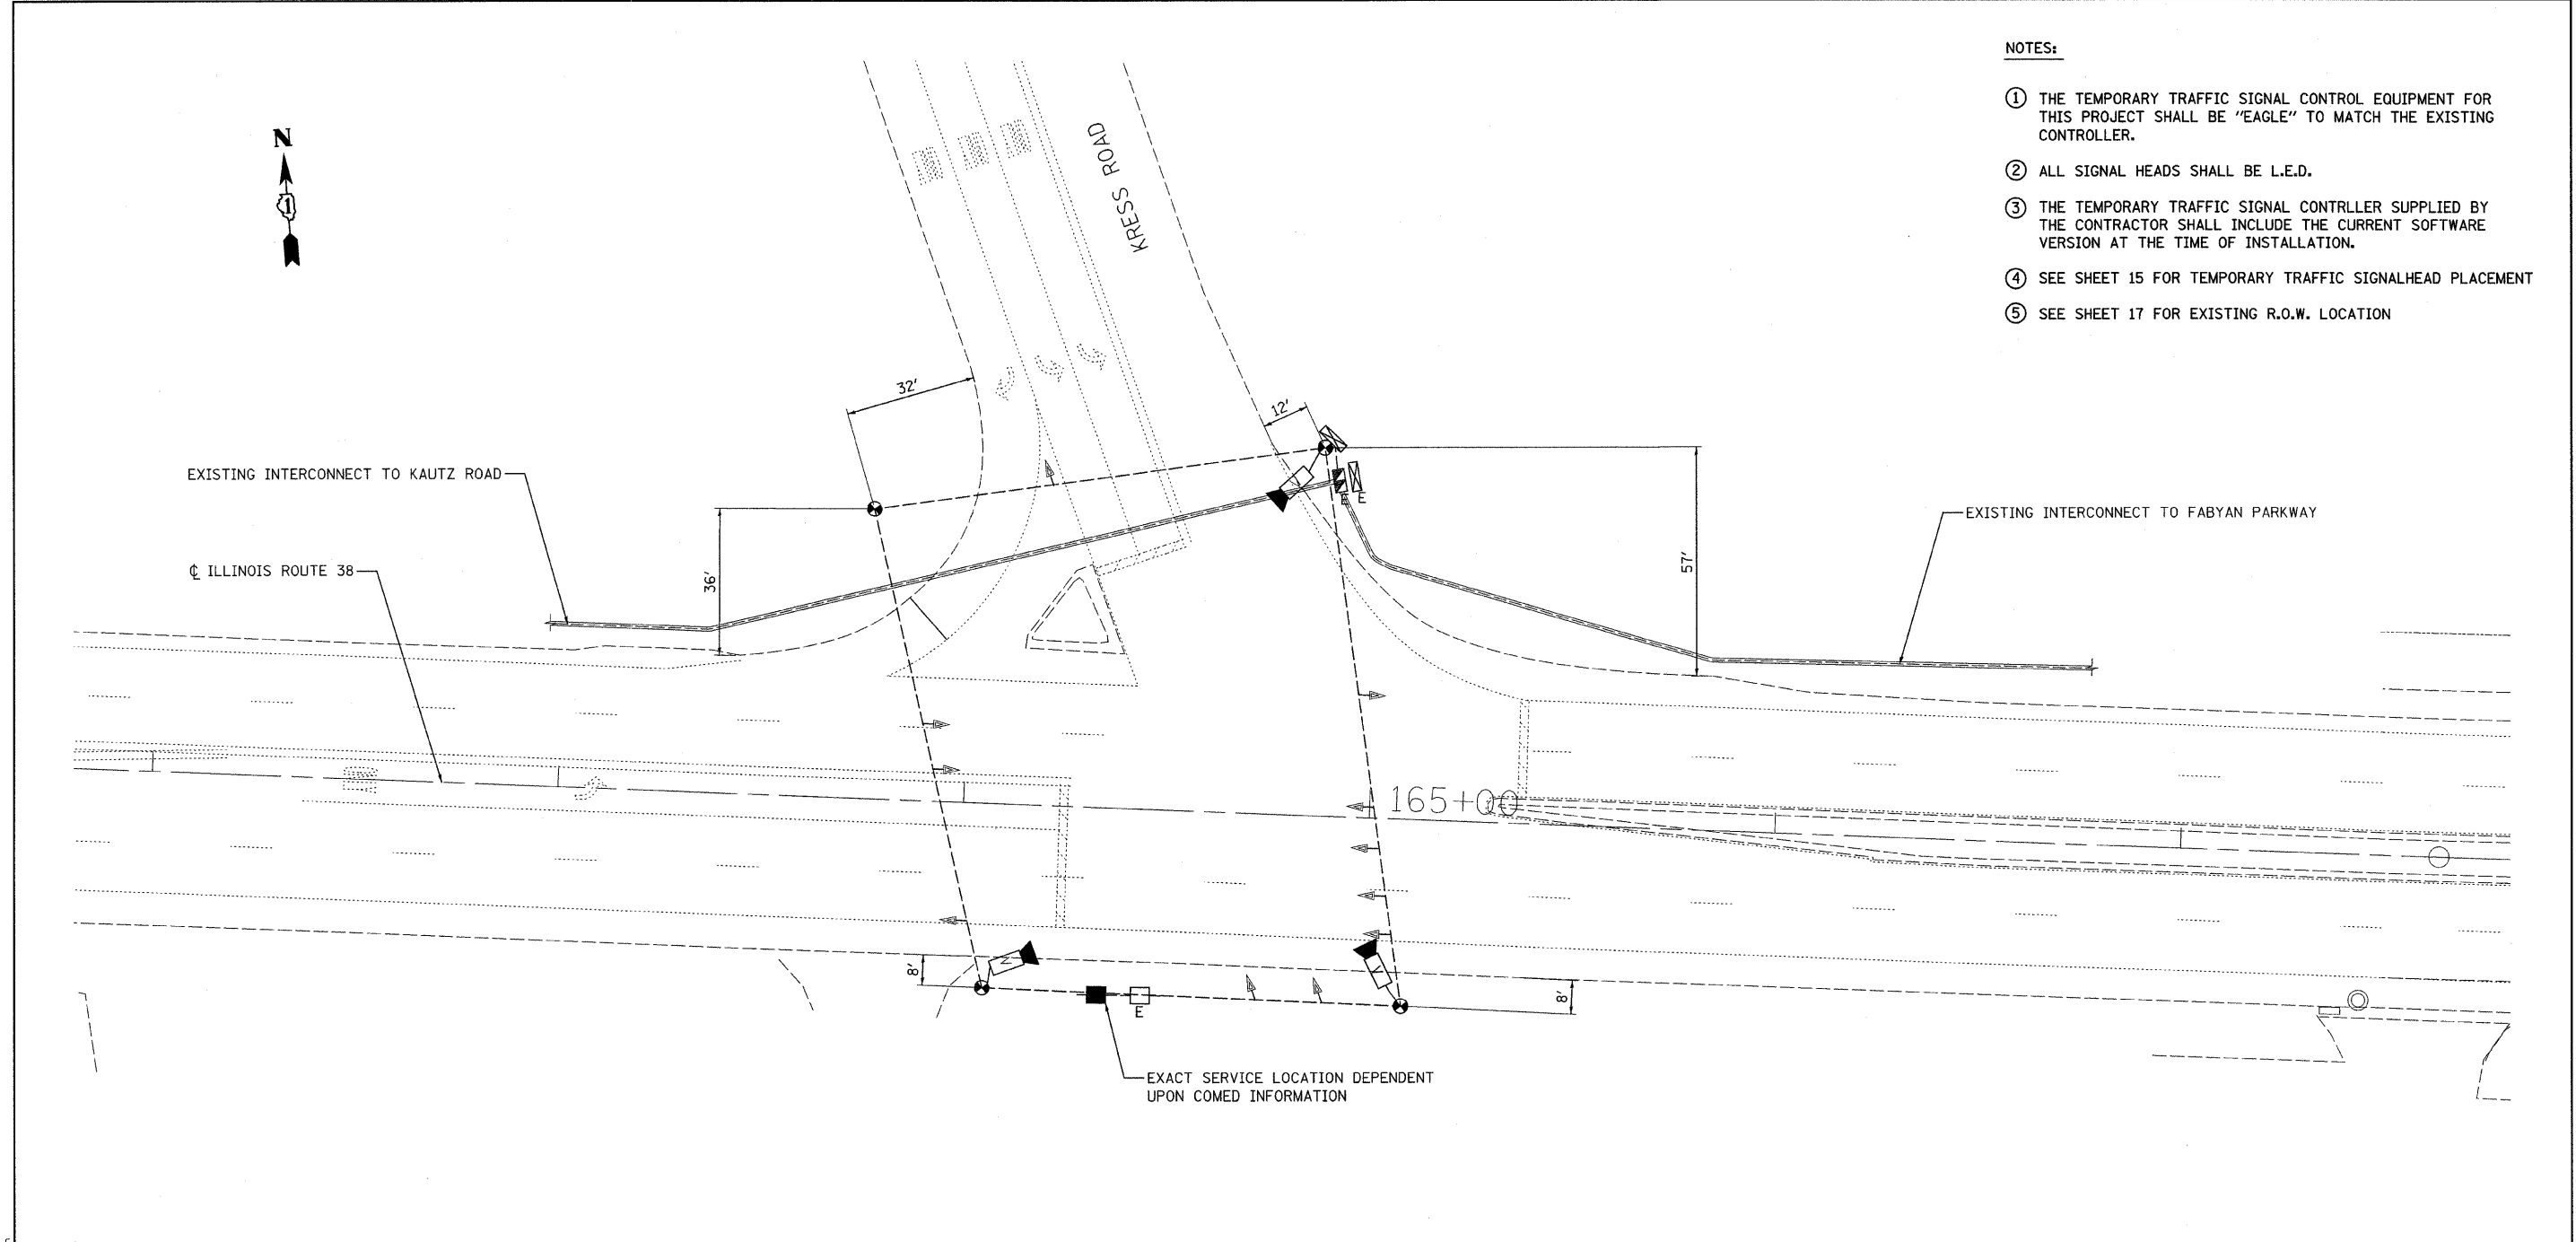 NOTES:
① THE TEMPORARY TRAFFIC SIGNAL CONTROL EQUIPMENT FOR
THIS PROJECT SHALL BE "EAGLE" TO MATCH THE EXISTING
CONTROLLER.
② ALL SIGNAL HEADS SHALL BE L.E.D.
③ THE TEMPORARY TRAFFIC SIGNAL CONTRLLER SUPPLIED BY
THE CONTRACTOR SHALL INCLUDE THE CURRENT SOFTWARE
VERSION AT THE TIME OF INSTALLATION.
④ SEE SHEET 15 FOR TEMPORARY TRAFFIC SIGNALHEAD PLACEMENT
⑤ SEE SHEET 17 FOR EXISTING R.O.W. LOCATION
N
1
KRESS ROAD
32'
12'
EXISTING INTERCONNECT TO KAUTZ ROAD
E
EXISTING INTERCONNECT TO FABYAN PARKWAY
57'
℄ ILLINOIS ROUTE 38
36'
165+00
V
V
8'
8'
E
EXACT SERVICE LOCATION DEPENDENT
UPON COMED INFORMATION